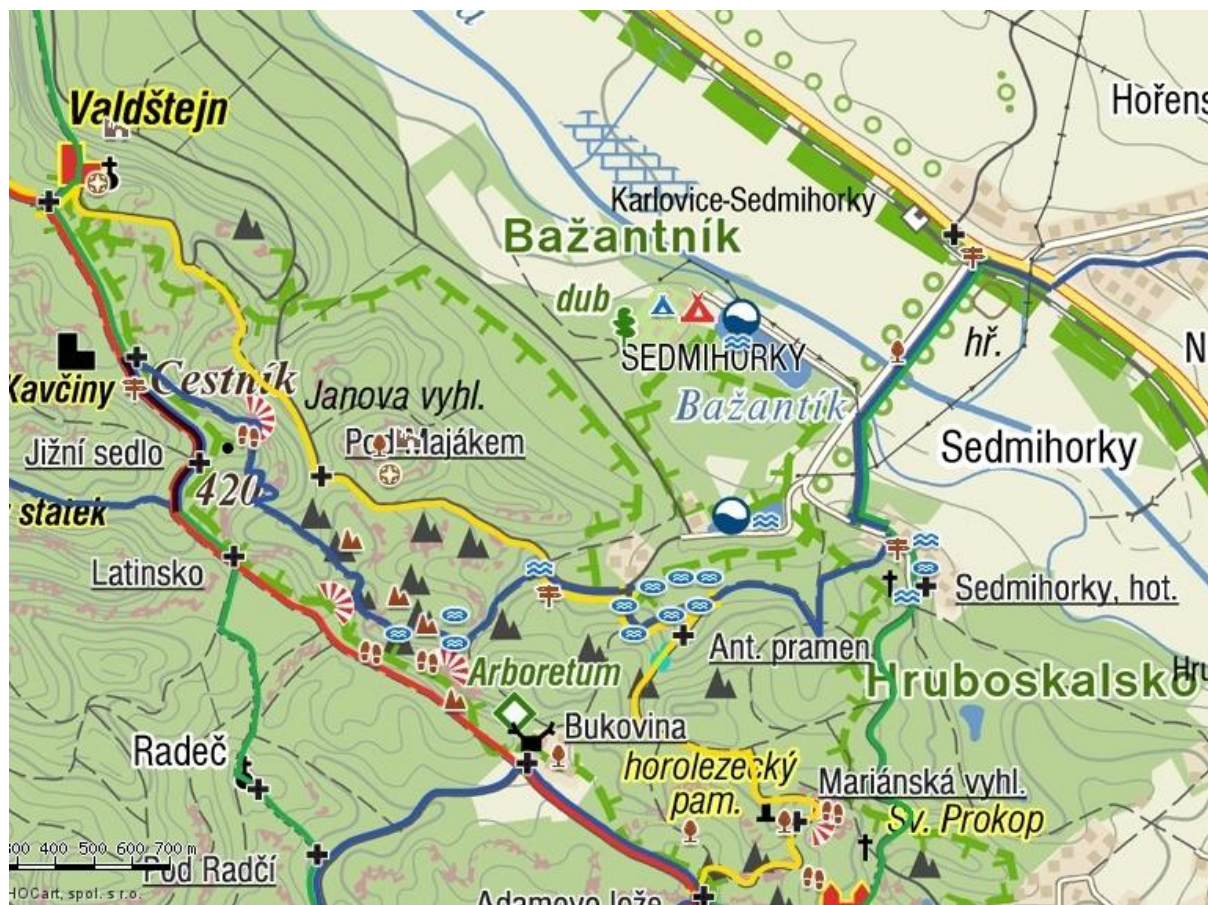 Valdštejn
Hořens
Karlovice-Sedmihorky
Bažantník
dub
hř.
SEDMIHORKY
N
Kavčiny
Cestník
Janova vyhl.
Bažantík
Pod Majákem
Sedmihorky
Jižní sedlo
420
statek
Latinsko
Sedmihorky, hot.
Ant. pramen
Arboretum
Hruboskalsko
Hru
Bukovina
Radeč
horolezecký
pam.
Mariánská vyhl.
Sv. Prokop
300 400 500 600 700 m
Pod Radčí
HOCart, spol. s r.o.
Adamovo lože